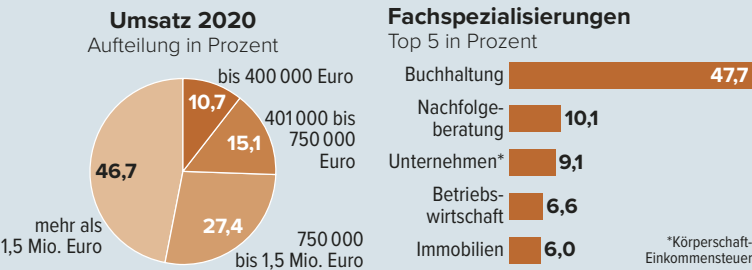 Umsatz 2020
Aufteilung in Prozent
bis 400 000 Euro
10,7
401 000 bis
750 000
Euro
15,1
46,7
27,4
mehr als
1,5 Mio. Euro
750 000
bis 1,5 Mio. Euro
Fachspezialisierungen
Top 5 in Prozent
Buchhaltung
47,7
Nachfolge-
beratung
10,1
Unternehmen*
9,1
Betriebs-
wirtschaft
6,6
Immobilien
6,0
*Körperschaft-
Einkommensteuer